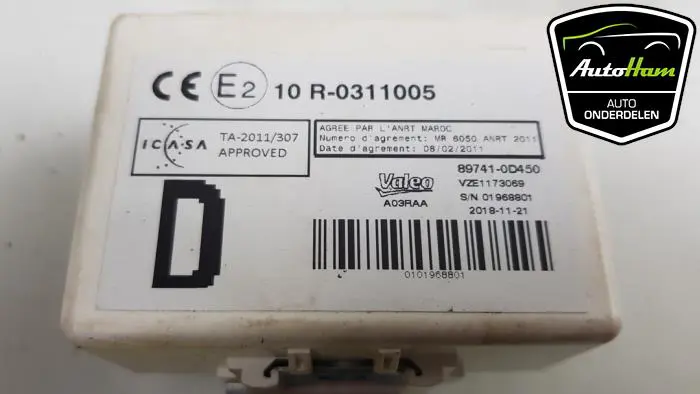 CE E2 10 R-0311005
ICASA
TA-2011/307
APPROVED
AGREE PAR L'ANRT MAROC
Numero d'agrement: MR 6050 ANRT 2011
Date d'agrement: 08/02/2011
D
Valeo
A03RAA
89741-0D450
VZE1173069
S/N 01968801
2018-11-21
0101968801
AutoHam
AUTO
ONDERDELEN